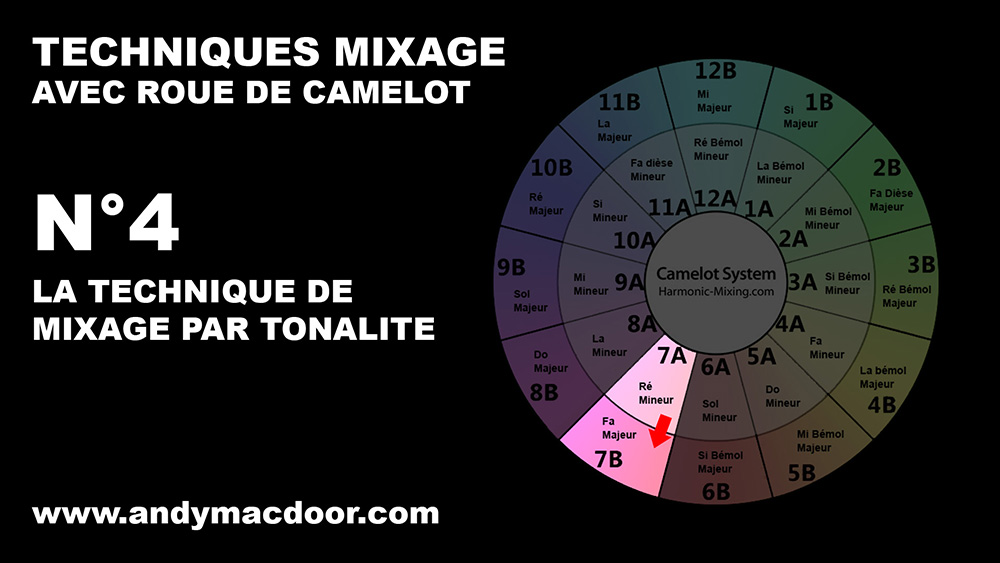 TECHNIQUES MIXAGE
AVEC ROUE DE CAMELOT
N°4
LA TECHNIQUE DE
MIXAGE PAR TONALITE
www.andymacdoor.com
12B
Mi
Majeur
1B
Si
Majeur
2B
Fa Dièse
Majeur
3B
Ré Bémol
Majeur
La bémol
Majeur
4B
Mi Bémol
Majeur
5B
Si Bémol
Majeur
6B
Fa
Majeur
7B
Do
Majeur
8B
9B
Sol
Majeur
10B
Ré
Majeur
11B
La
Majeur
Ré Bémol
Mineur
12A
La Bémol
Mineur
1A
Mi Bémol
Mineur
2A
3A
Si Bémol
Mineur
4A
Fa
Mineur
5A
Do
Mineur
6A
Sol
Mineur
7A
Ré
Mineur
8A
La
Mineur
Mi
Mineur
9A
Si
Mineur
10A
Fa dièse
Mineur
11A
Camelot System
Harmonic-Mixing.com